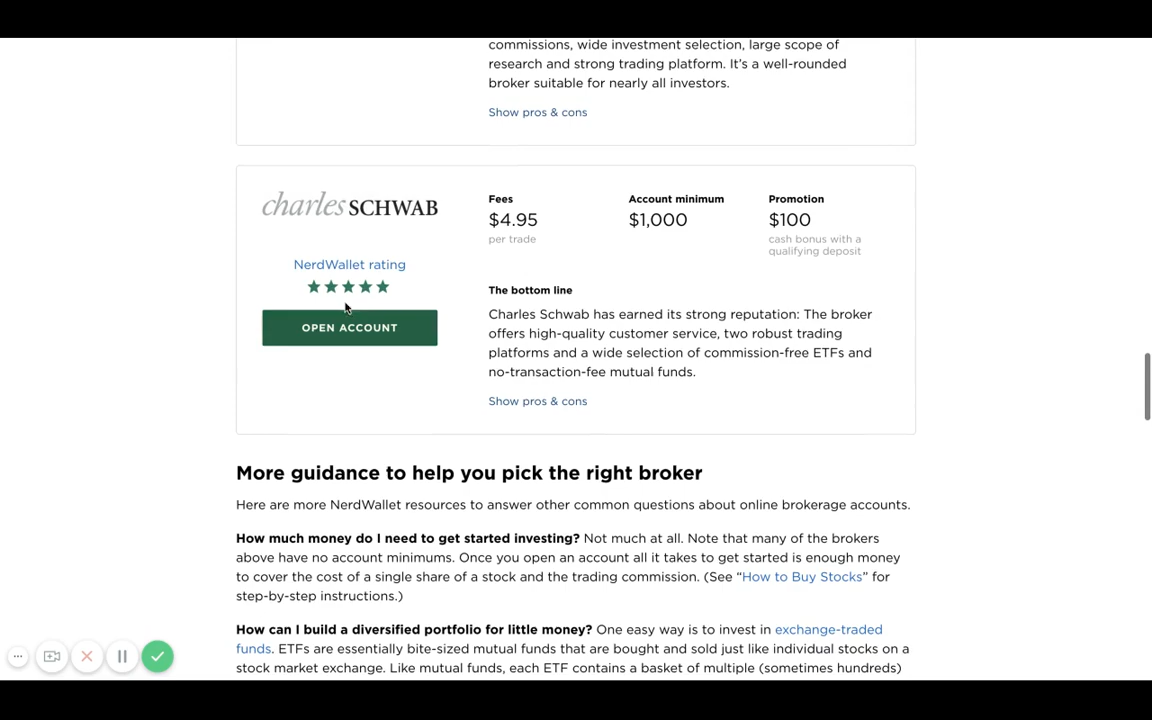 commissions, wide investment selection, large scope of
research and strong trading platform. It's a well-rounded
broker suitable for nearly all investors.
Show pros & cons
charles SCHWAB
NerdWallet rating
OPEN ACCOUNT
Fees
$4.95
per trade
Account minimum
$1,000
Promotion
$100
cash bonus with a
qualifying deposit
The bottom line
Charles Schwab has earned its strong reputation: The broker
offers high-quality customer service, two robust trading
platforms and a wide selection of commission-free ETFs and
no-transaction-fee mutual funds.
Show pros & cons
More guidance to help you pick the right broker
Here are more NerdWallet resources to answer other common questions about online brokerage accounts.
How much money do I need to get started investing? Not much at all. Note that many of the brokers
above have no account minimums. Once you open an account all it takes to get started is enough money
to cover the cost of a single share of a stock and the trading commission. (See “How to Buy Stocks” for
step-by-step instructions.)
How can I build a diversified portfolio for little money? One easy way is to invest in exchange-traded
funds. ETFs are essentially bite-sized mutual funds that are bought and sold just like individual stocks on a
stock market exchange. Like mutual funds, each ETF contains a basket of multiple (sometimes hundreds)